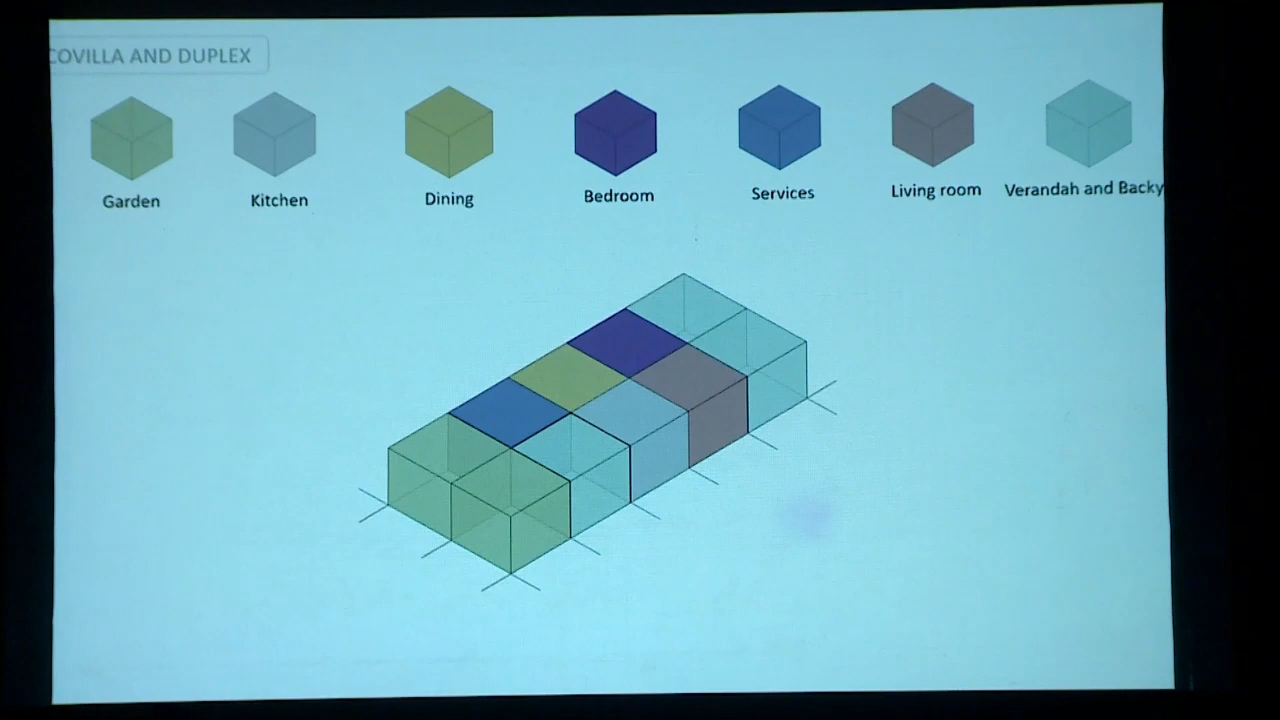 COVILLA AND DUPLEX
Garden
Kitchen
Dining
Bedroom
Services
Living room
Verandah and Backy